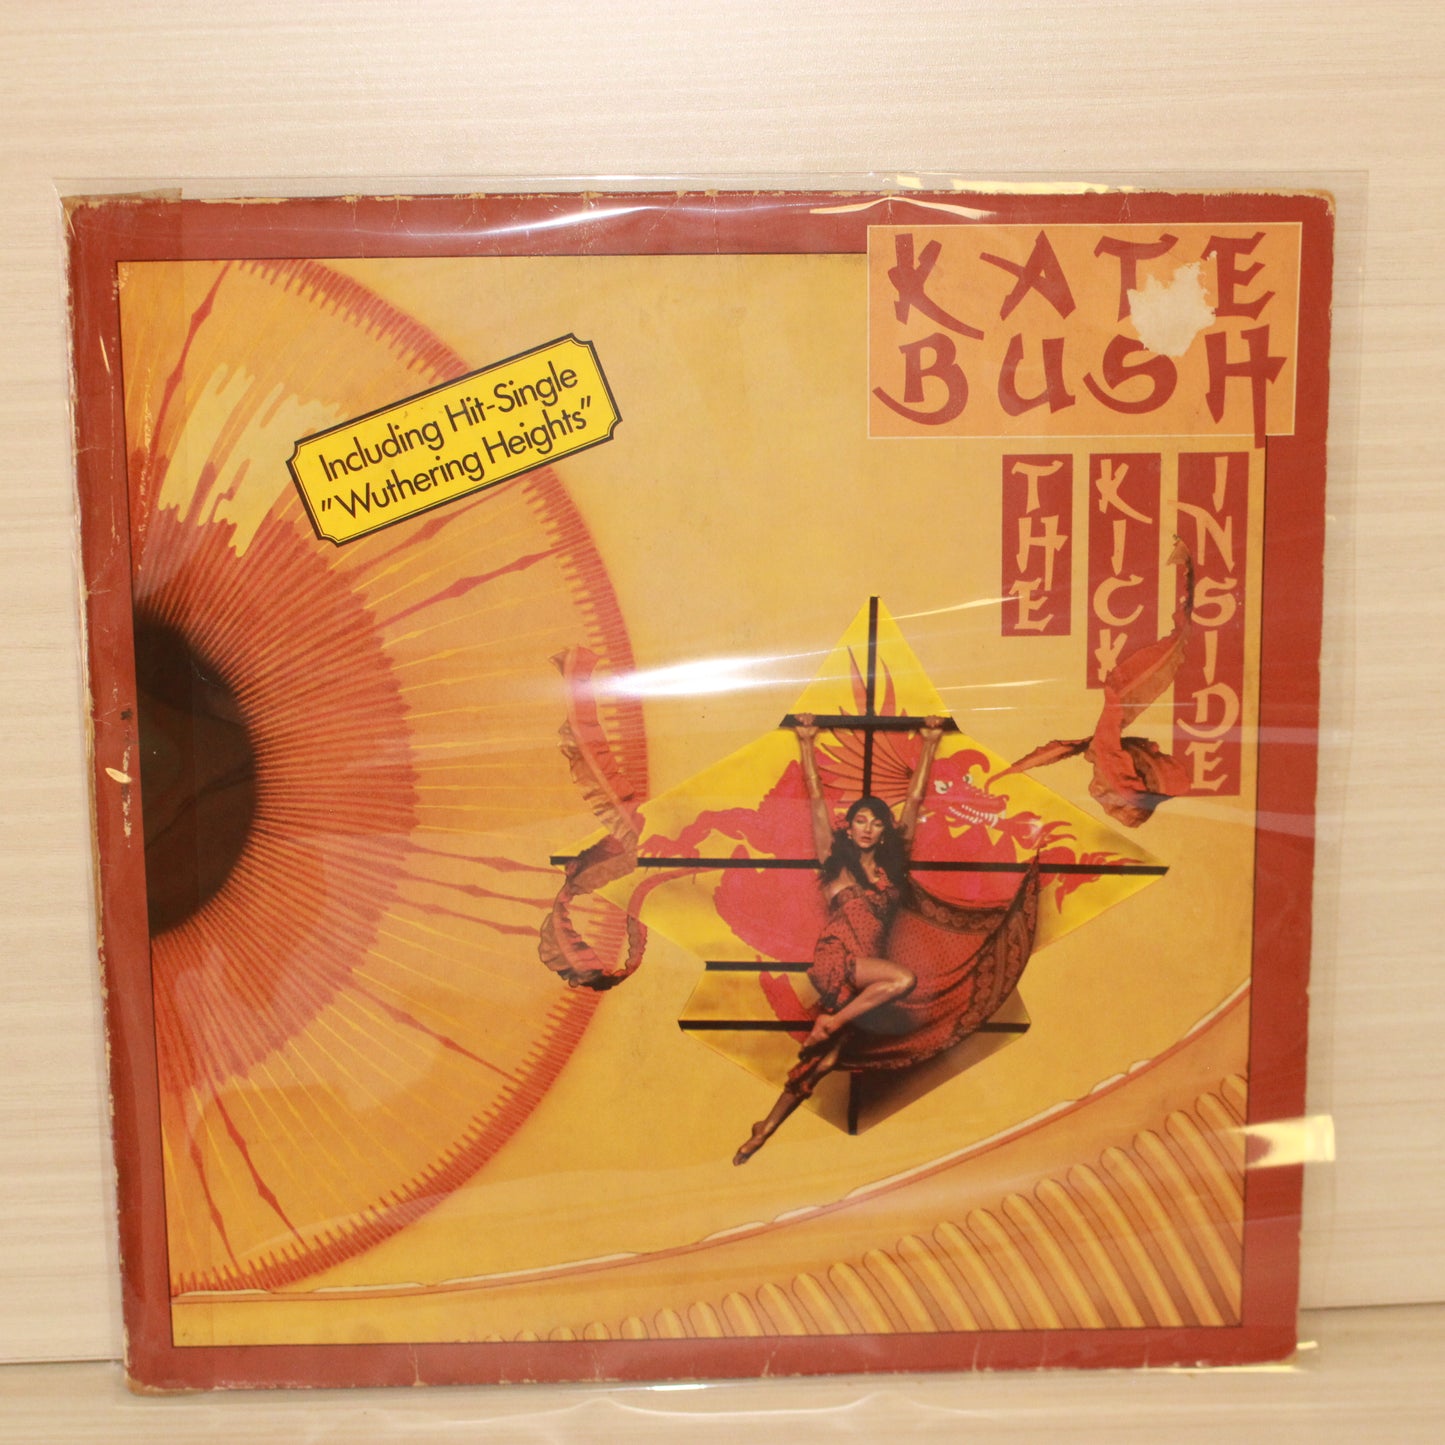 KATE
BUSH
THE
KICK
INSIDE
Including Hit-Single
"Wuthering Heights"